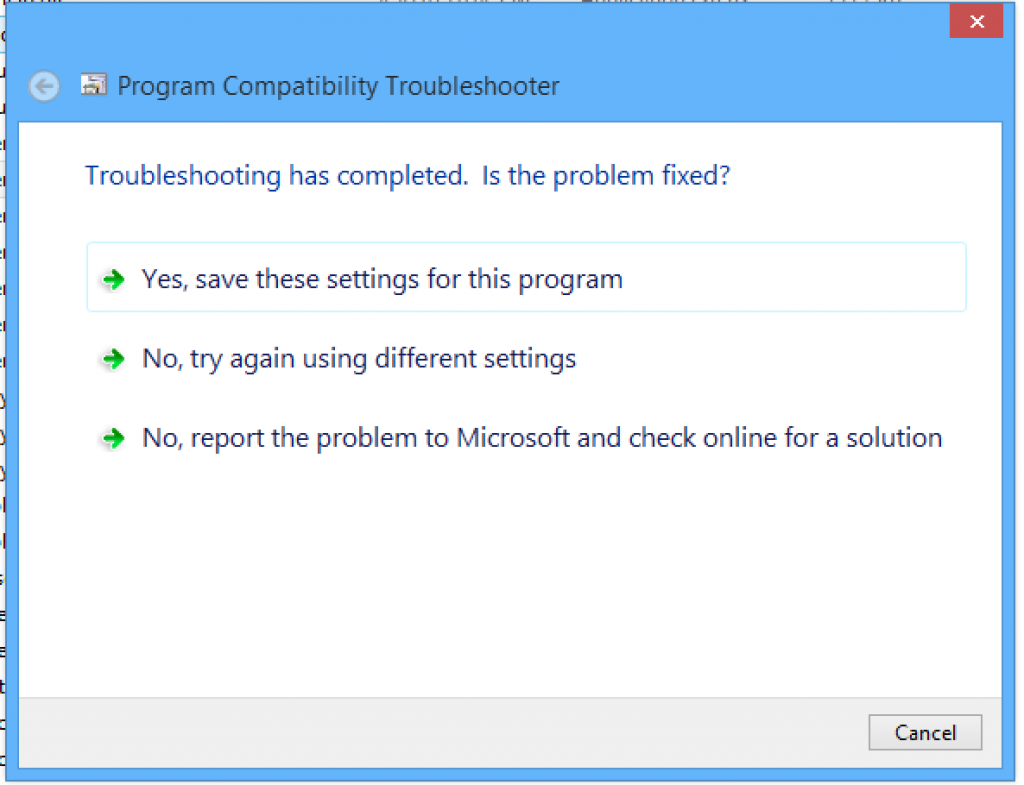 Program Compatibility Troubleshooter
Troubleshooting has completed. Is the problem fixed?
Yes, save these settings for this program
No, try again using different settings
No, report the problem to Microsoft and check online for a solution
Cancel